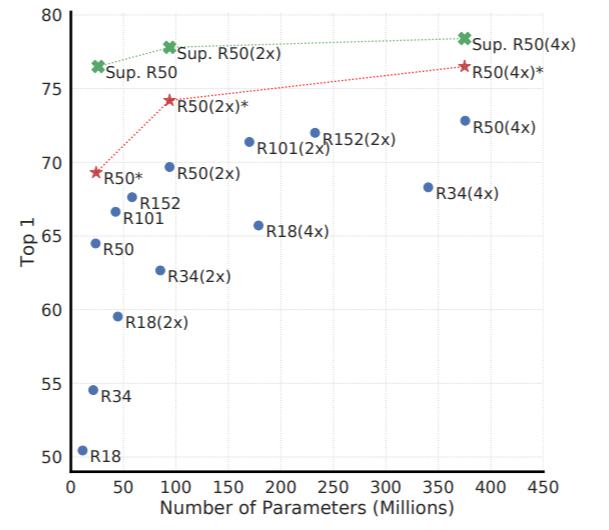 80
Sup. R50(4x)
Sup. R50(2x)
Sup. R50
R50(4x)*
75
R50(2x)*
R50(4x)
R152(2x)
R101(2x)
70
R50(2x)
R50*
R34(4x)
R152
R101
R18(4x)
65
R50
R34(2x)
60
R18(2x)
55
R34
50
R18
Top 1
0 50 100 150 200 250 300 350 400 450
Number of Parameters (Millions)